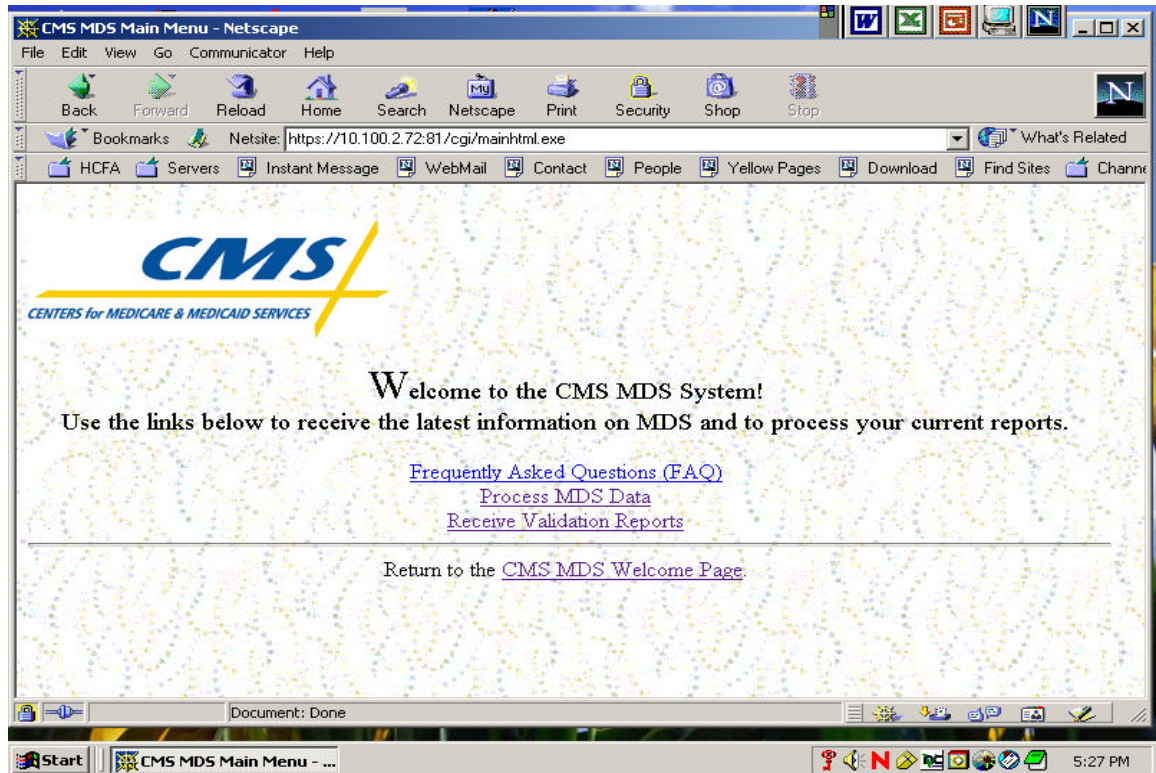 CMS MDS Main Menu - Netscape
File Edit View Go Communicator Help
Back Forward Reload Home Search Netscape Print Security Shop Stop
Bookmarks Netsite: https://10.100.2.72:81/cgi/mainhtml.exe What's Related
HCFA Servers Instant Message WebMail Contact People Yellow Pages Download Find Sites Channe
CMS
CENTERS for MEDICARE & MEDICAID SERVICES
Welcome to the CMS MDS System!
Use the links below to receive the latest information on MDS and to process your current reports.
Frequently Asked Questions (FAQ)
Process MDS Data
Receive Validation Reports
Return to the CMS MDS Welcome Page.
Document: Done
Start CMS MDS Main Menu - ... 5:27 PM